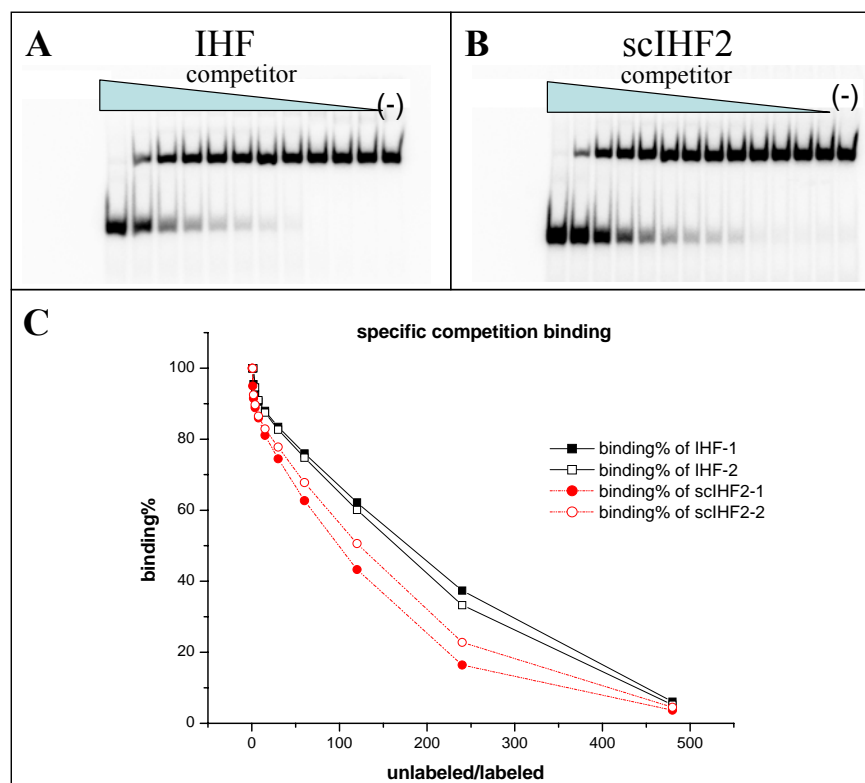 A
IHF
competitor
(-)
B
scIHF2
competitor
(-)
C
specific competition binding
100
80
60
40
20
0
binding%
binding% of IHF-1
binding% of IHF-2
binding% of scIHF2-1
binding% of scIHF2-2
0 100 200 300 400 500
unlabeled/labeled